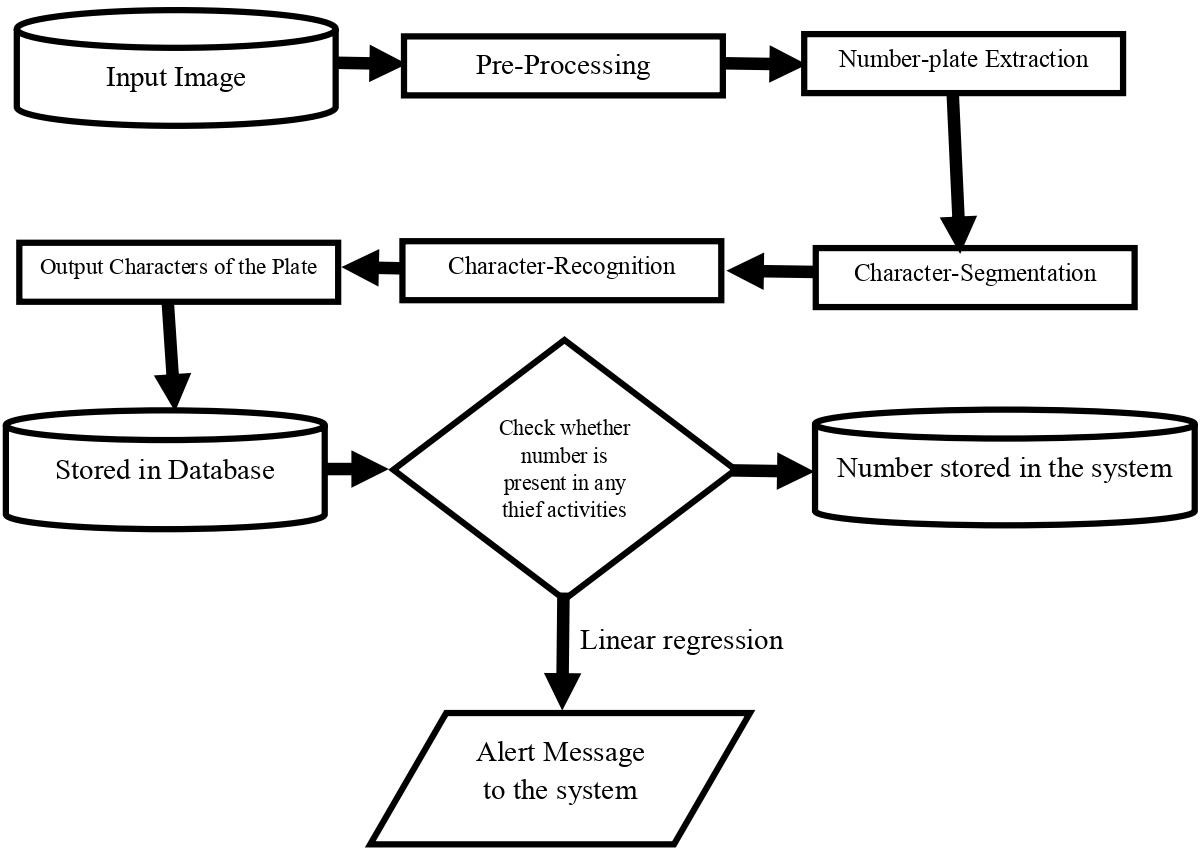 Input Image
Pre-Processing
Number-plate Extraction
Output Characters of the Plate
Character-Recognition
Character-Segmentation
Stored in Database
Check whether
number is
present in any
thief activities
Number stored in the system
Linear regression
Alert Message
to the system